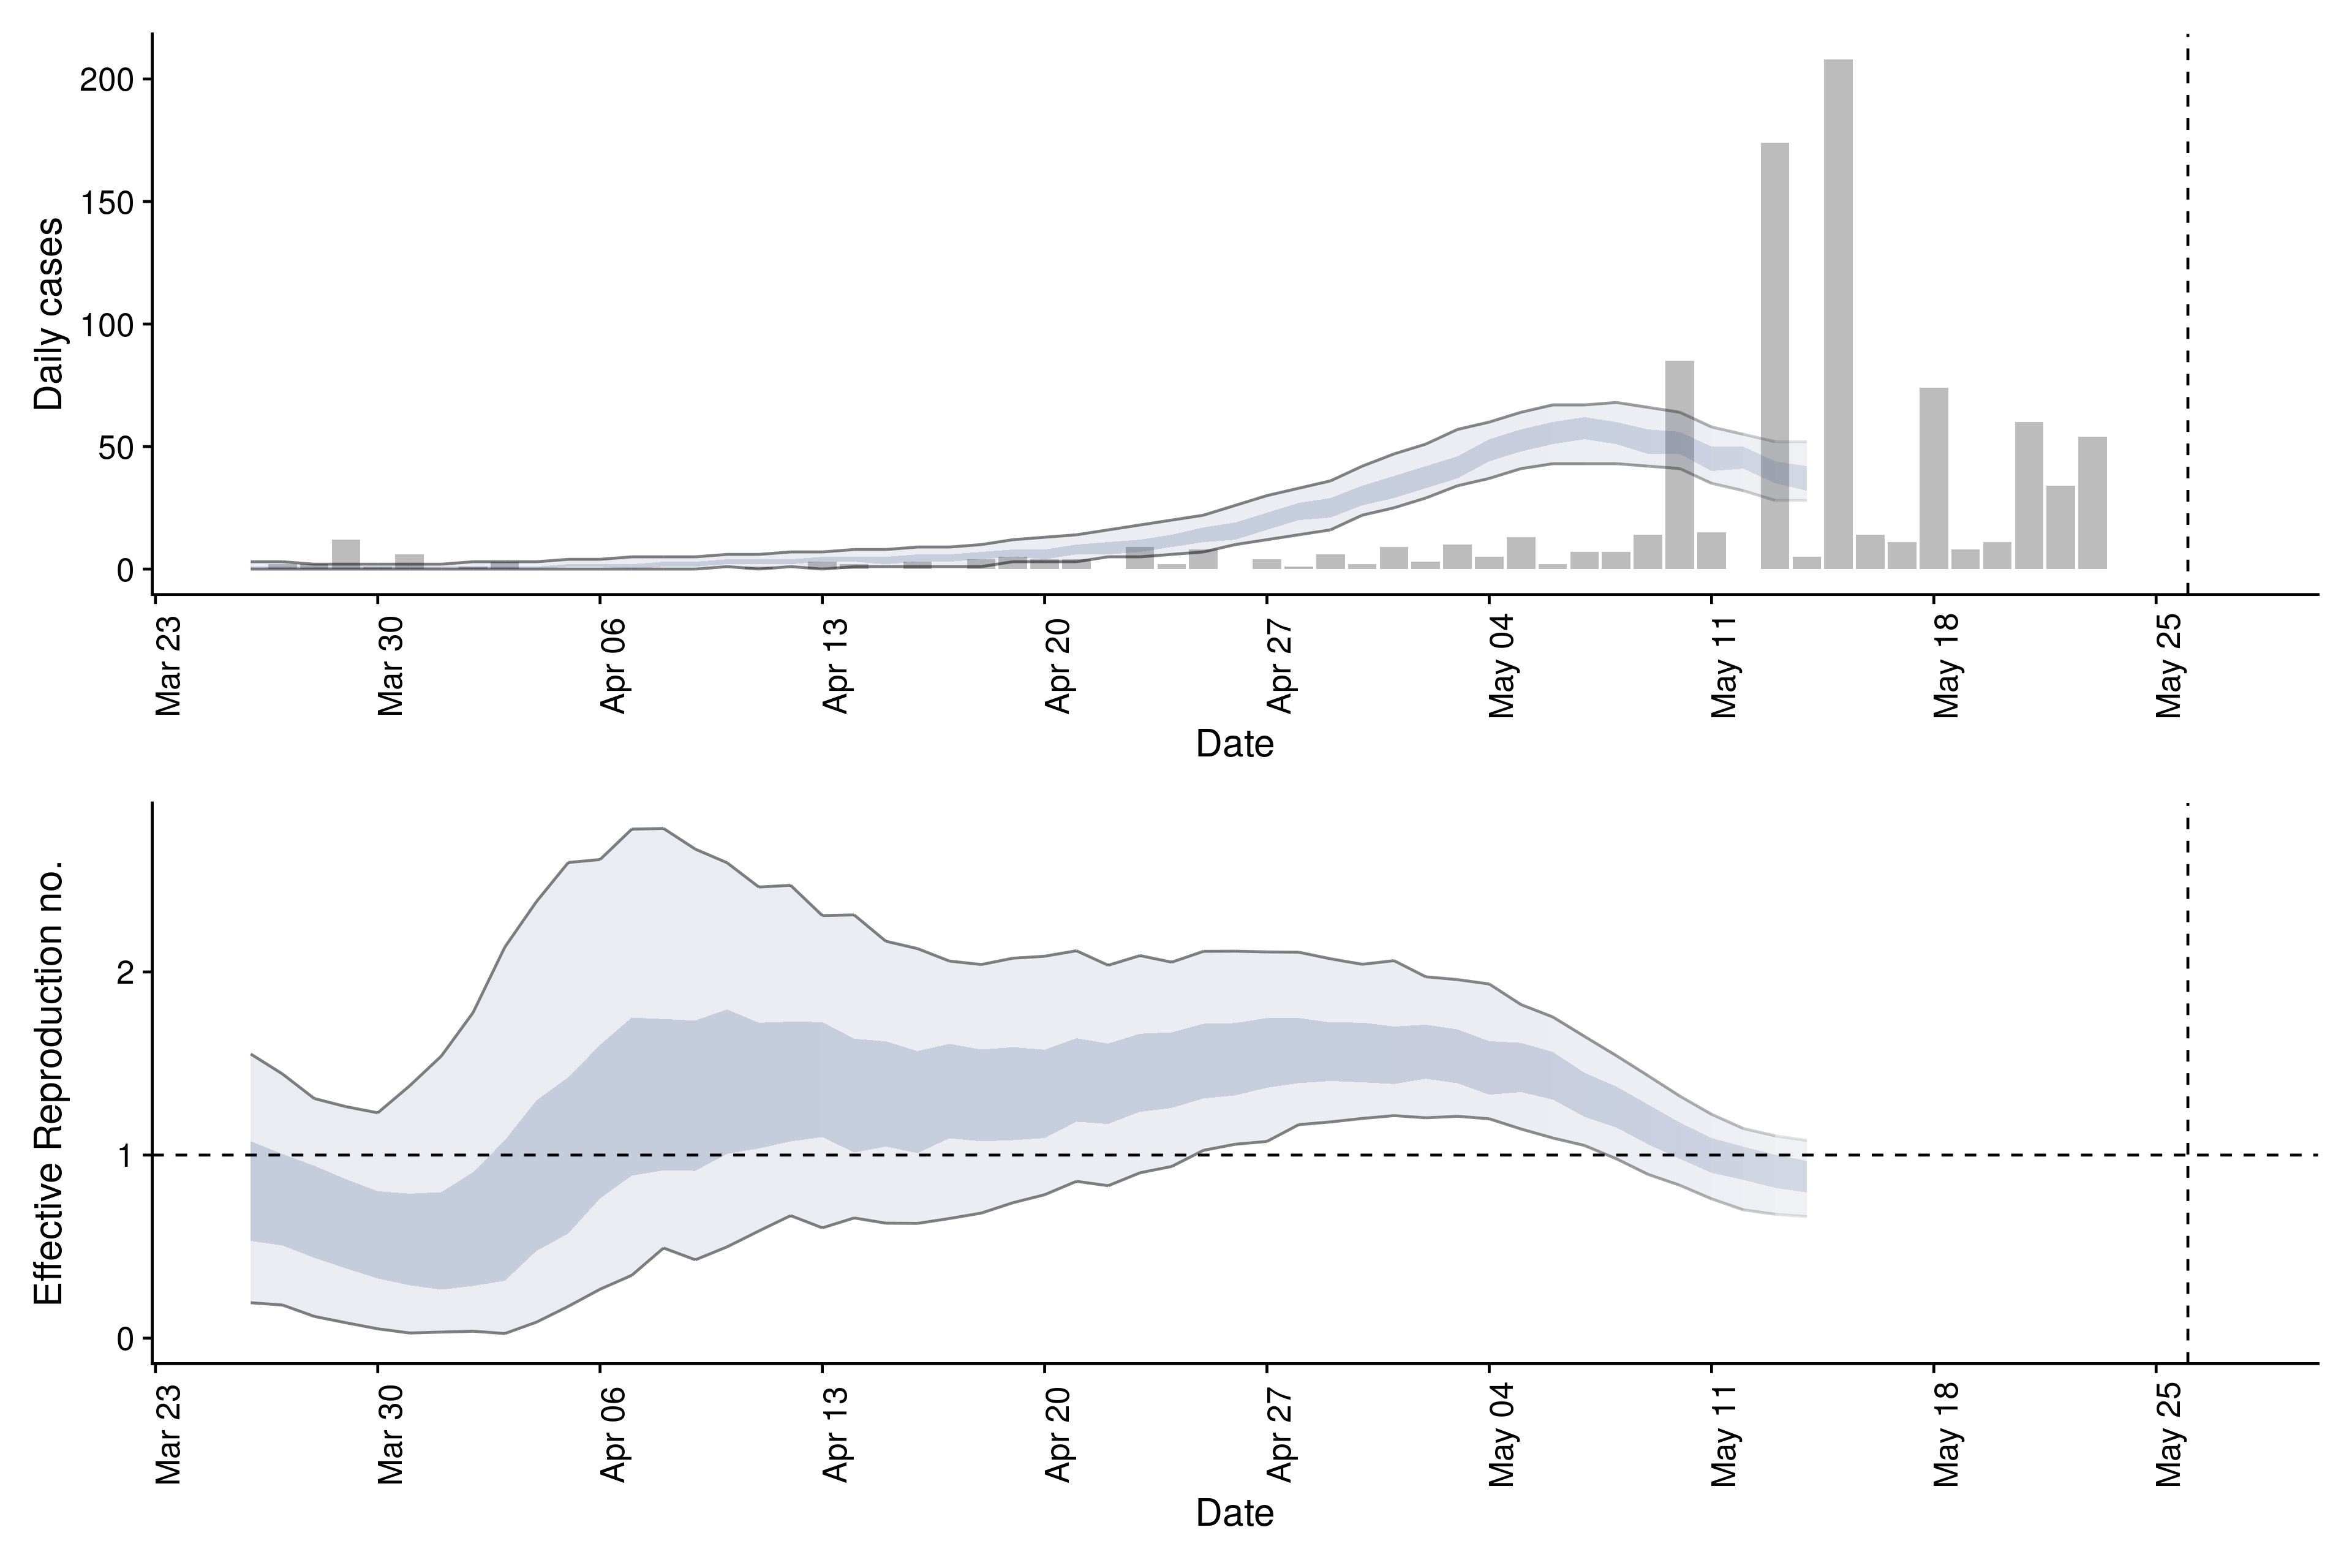 Daily cases
200
150
100
50
0
Mar 23
Mar 30
Apr 06
Apr 13
Apr 20
Apr 27
May 04
May 11
May 18
May 25
Date
Effective Reproduction no.
2
1
0
Mar 23
Mar 30
Apr 06
Apr 13
Apr 20
Apr 27
May 04
May 11
May 18
May 25
Date